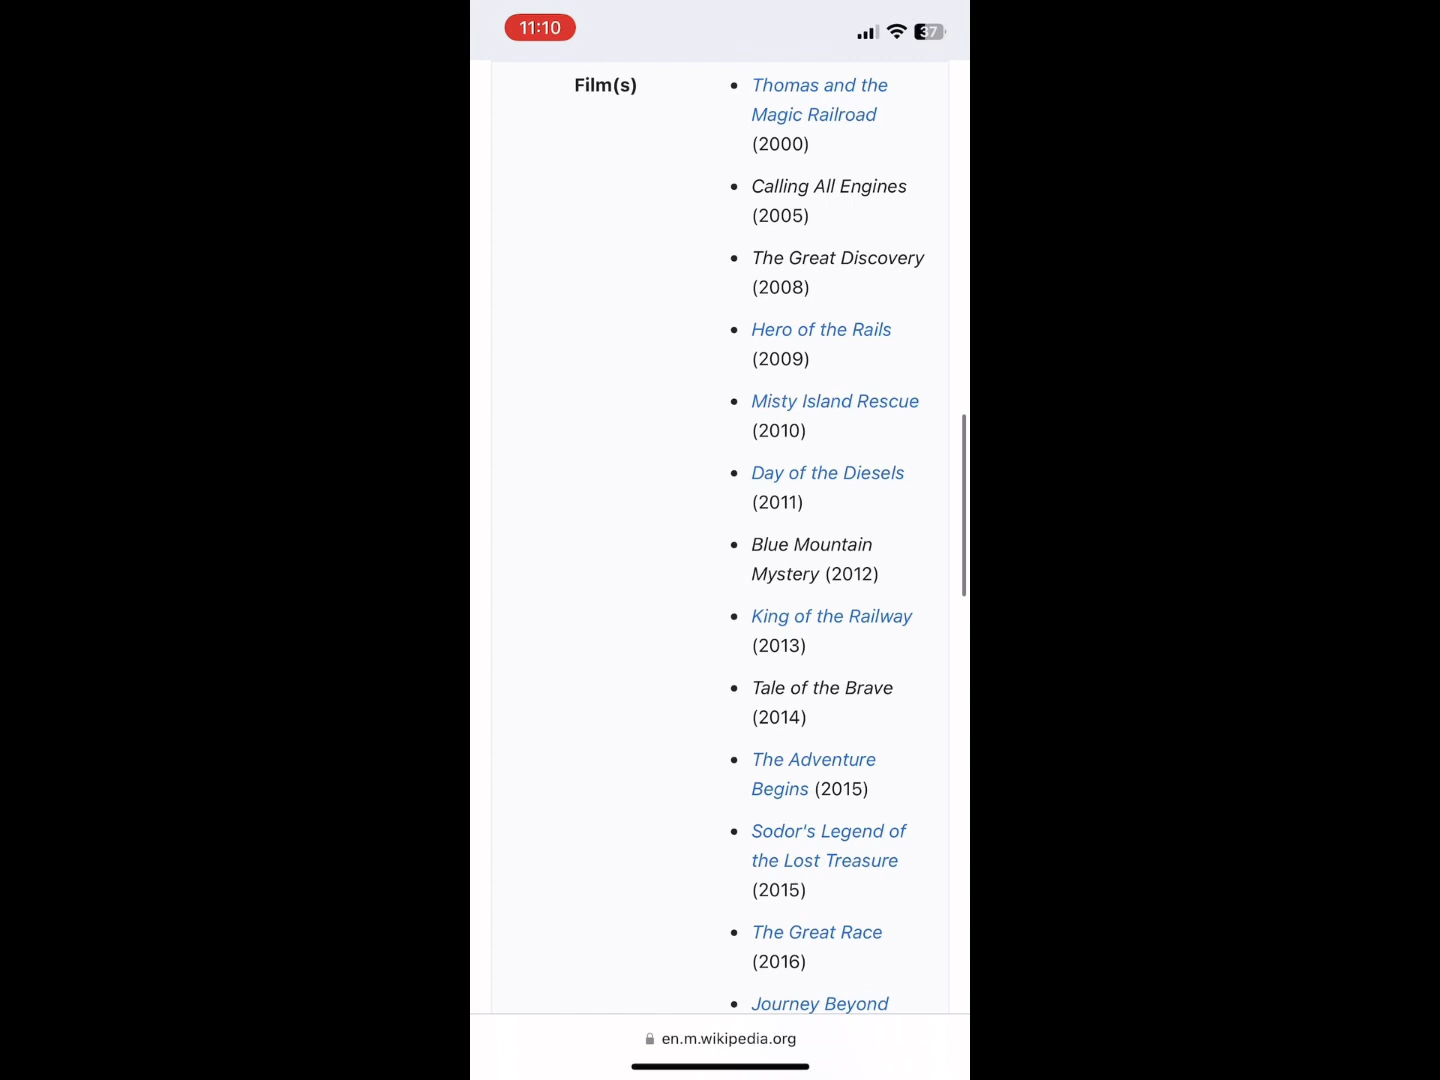 11:10
37
Film(s)
Thomas and the
Magic Railroad
(2000)
Calling All Engines
(2005)
The Great Discovery
(2008)
Hero of the Rails
(2009)
Misty Island Rescue
(2010)
Day of the Diesels
(2011)
Blue Mountain
Mystery (2012)
King of the Railway
(2013)
Tale of the Brave
(2014)
The Adventure
Begins (2015)
Sodor's Legend of
the Lost Treasure
(2015)
The Great Race
(2016)
Journey Beyond
en.m.wikipedia.org